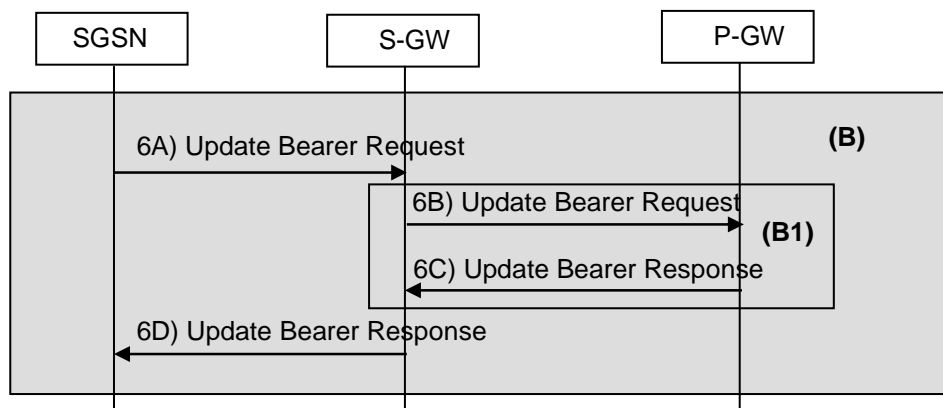 SGSN
S-GW
P-GW
(B)
6A) Update Bearer Request
6B) Update Bearer Request
(B1)
6C) Update Bearer Response
6D) Update Bearer Response